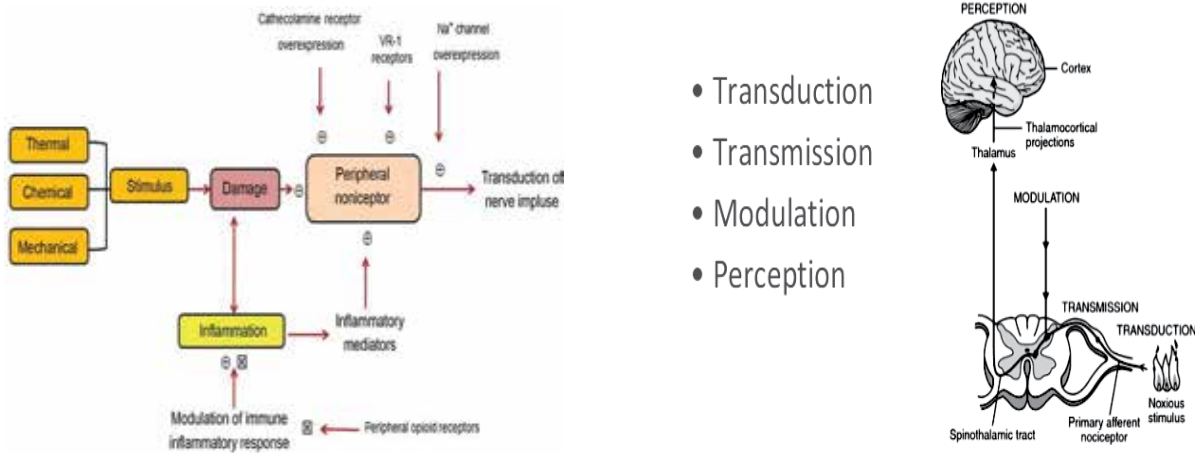 Cathecolamine receptor
overexpression
VR-1
receptors
Na⁺ channel
overexpression
Thermal
Chemical
Mechanical
Stimulus
Damage
Peripheral
noniceptor
Transduction of
nerve impluse
Inflammation
Inflammatory
mediators
Modulation of immune
inflammatory response
Peripheral opioid receptors
• Transduction
• Transmission
• Modulation
• Perception
PERCEPTION
Cortex
Thalamocortical
projections
Thalamus
MODULATION
TRANSMISSION
TRANSDUCTION
Noxious
stimulus
Primary afferent
nociceptor
Spinothalamic tract